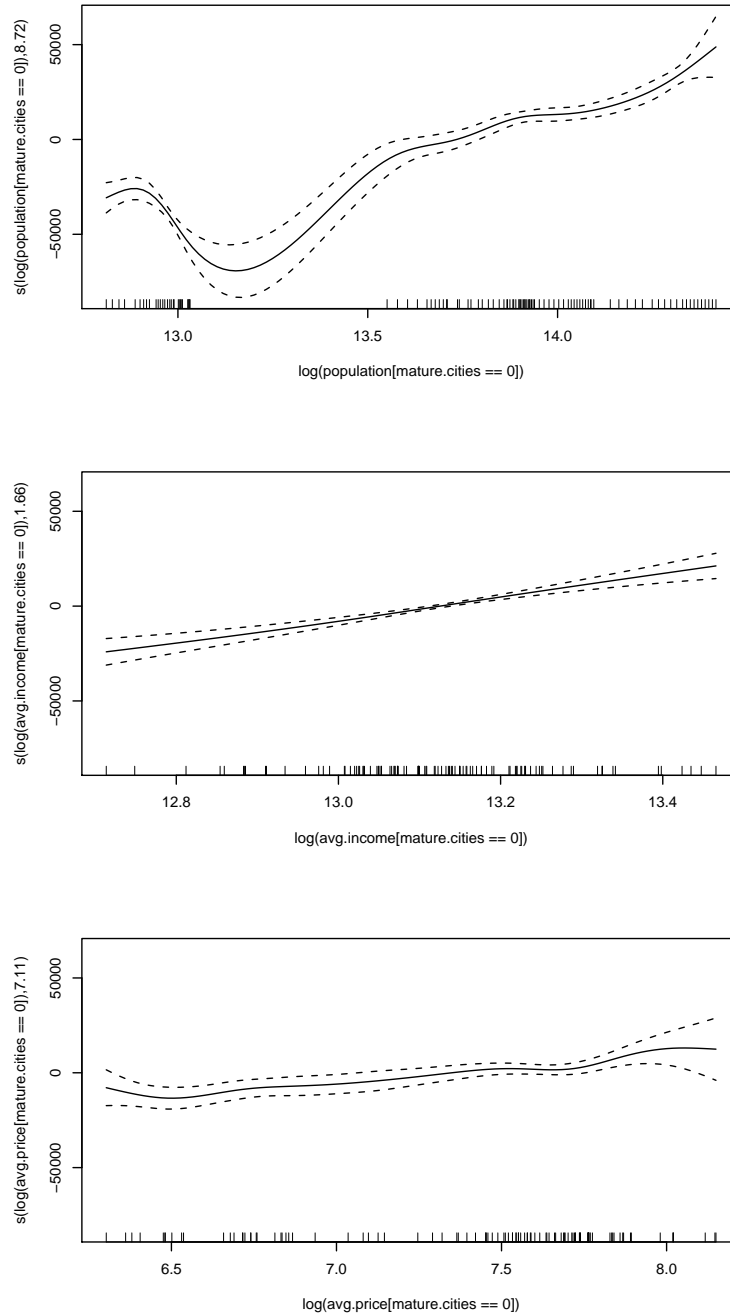 s(log(population[mature.cities == 0]),8.72)
50000
0
−50000
13.0 13.5 14.0
log(population[mature.cities == 0])
s(log(avg.income[mature.cities == 0]),1.66)
50000
0
−50000
12.8 13.0 13.2 13.4
log(avg.income[mature.cities == 0])
s(log(avg.price[mature.cities == 0]),7.11)
50000
0
−50000
6.5 7.0 7.5 8.0
log(avg.price[mature.cities == 0])